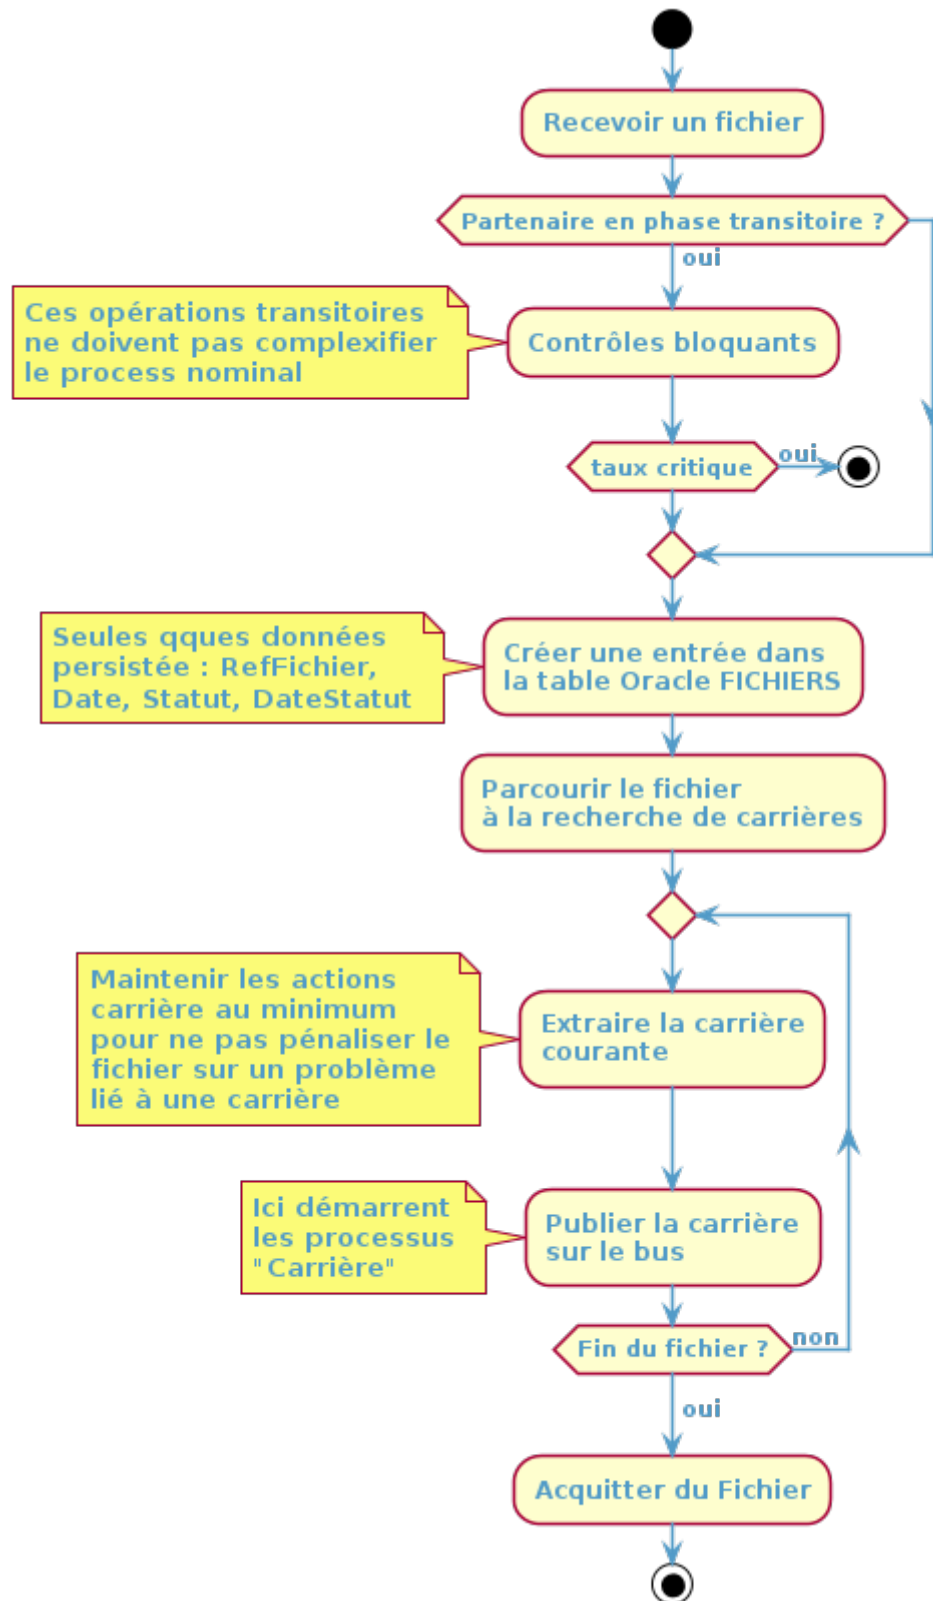 Recevoir un fichier
Partenaire en phase transitoire ?
oui
Ces opérations transitoires
ne doivent pas complexifier
le process nominal
Contrôles bloquants
taux critique
oui
Seules qques données
persistée : RefFichier,
Date, Statut, DateStatut
Créer une entrée dans
la table Oracle FICHIERS
Parcourir le fichier
à la recherche de carrières
Maintenir les actions
carrière au minimum
pour ne pas pénaliser le
fichier sur un problème
lié à une carrière
Extraire la carrière
courante
Ici démarrent
les processus
"Carrière"
Publier la carrière
sur le bus
Fin du fichier ?
non
oui
Acquitter du Fichier